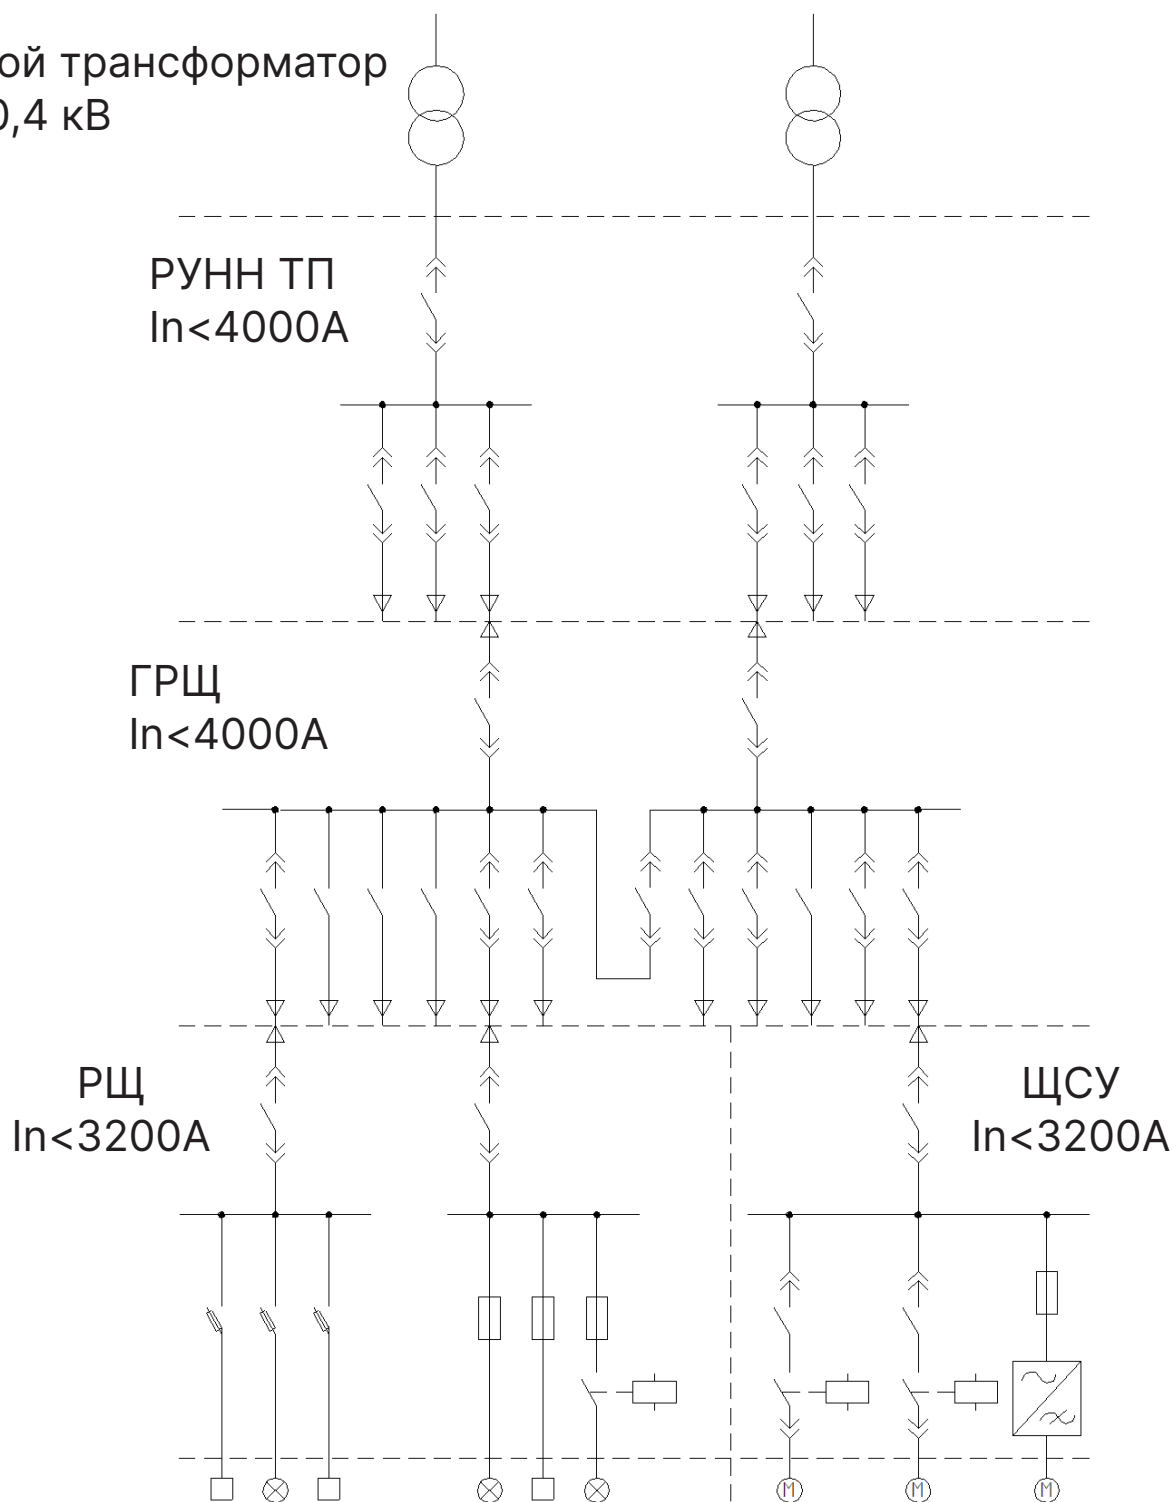 ой трансформатор
0,4 кВ
РУНН ТП
In<4000A
ГРЩ
In<4000A
РЩ
In<3200A
ЩСУ
In<3200A
M M M